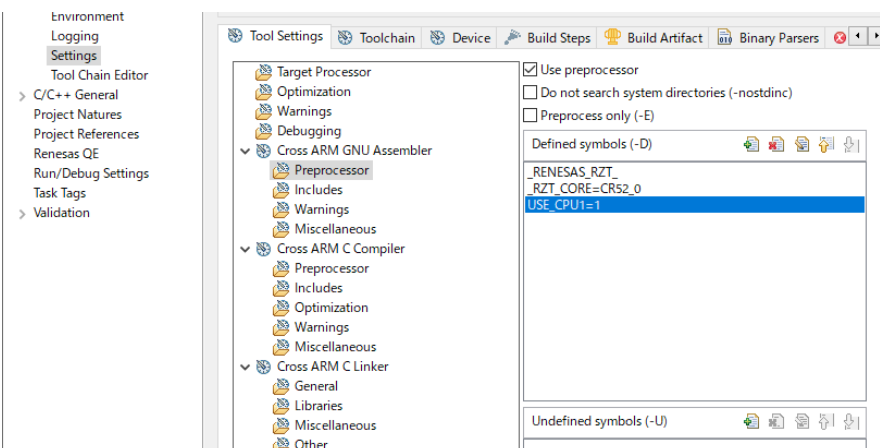 Environment
Logging
Settings
Tool Chain Editor
C/C++ General
Project Natures
Project References
Renesas QE
Run/Debug Settings
Task Tags
Validation
Tool Settings Toolchain Device Build Steps Build Artifact Binary Parsers
Target Processor
Optimization
Warnings
Debugging
Cross ARM GNU Assembler
Preprocessor
Includes
Warnings
Miscellaneous
Cross ARM C Compiler
Preprocessor
Includes
Optimization
Warnings
Miscellaneous
Cross ARM C Linker
General
Libraries
Miscellaneous
Other
Use preprocessor
Do not search system directories (-nostdinc)
Preprocess only (-E)
Defined symbols (-D)
_RENESAS_RZT_
_RZT_CORE=CR52_0
USE_CPU1=1
Undefined symbols (-U)